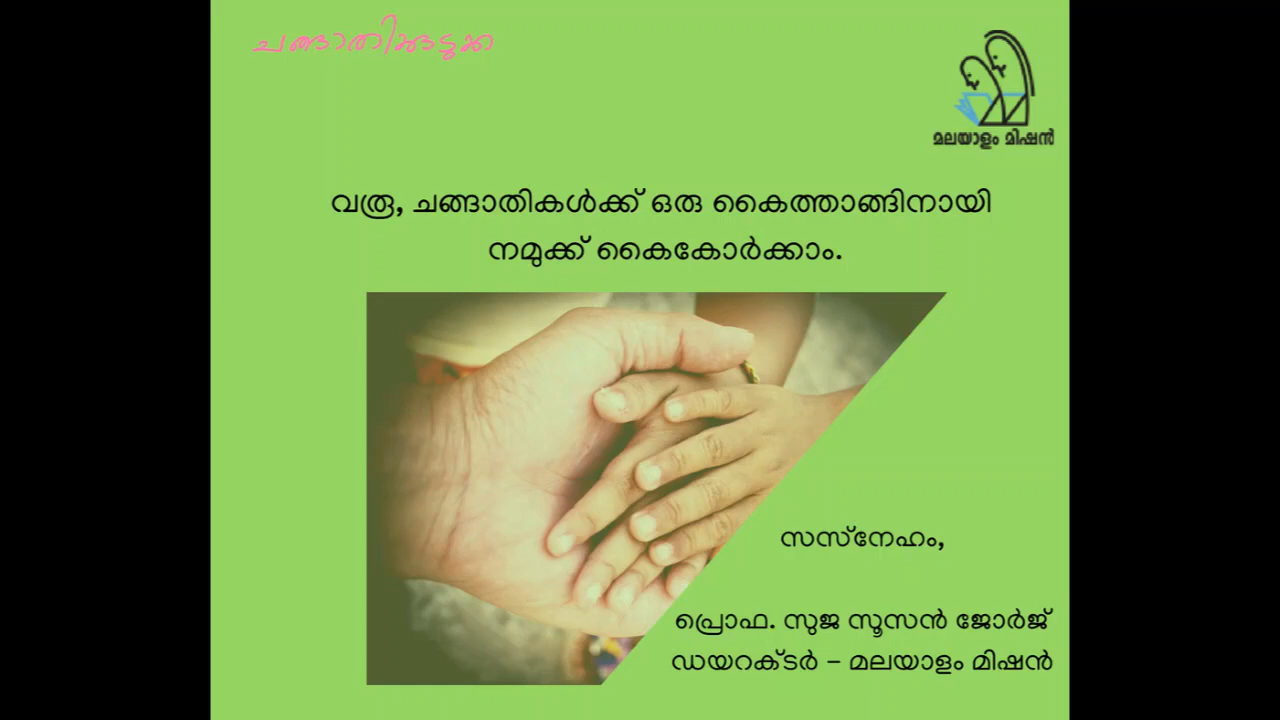 ചങ്ങാതിക്കുടുക്ക
മലയാളം മിഷൻ
വരൂ, ചങ്ങാതികൾക്ക് ഒരു കൈത്താങ്ങിനായി
നമുക്ക് കൈകോർക്കാം.
സസ്നേഹം,
പ്രൊഫ. സുജ സൂസൻ ജോർജ്
ഡയറക്ടർ – മലയാളം മിഷൻ